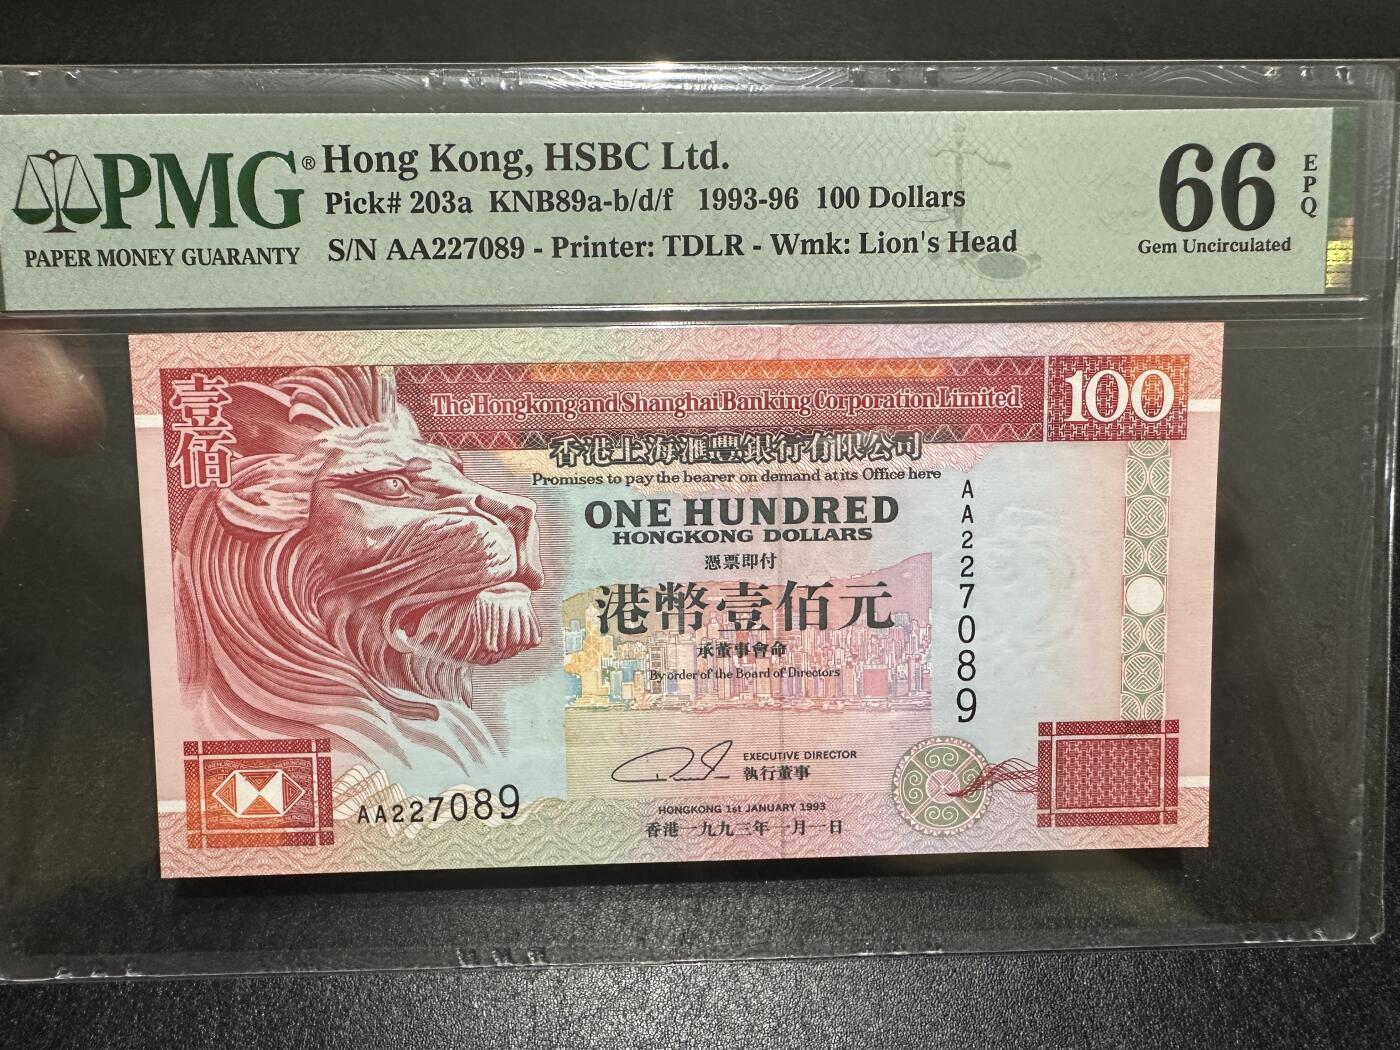 PMG®
PAPER MONEY GUARANTY
Hong Kong, HSBC Ltd.
Pick# 203a KNB89a-b/d/f 1993-96 100 Dollars
S/N AA227089 - Printer: TDLR - Wmk: Lion's Head
66
EPQ
Gem Uncirculated
壹佰
The Hongkong and Shanghai Banking Corporation Limited
100
香港上海滙豐銀行有限公司
Promises to pay the bearer on demand at its Office here
ONE HUNDRED
HONGKONG DOLLARS
憑票即付
港幣壹佰元
承董事會命
By order of the Board of Directors
AA227089
EXECUTIVE DIRECTOR
執行董事
AA227089
HONGKONG 1st JANUARY 1993
香港一九九三年一月一日